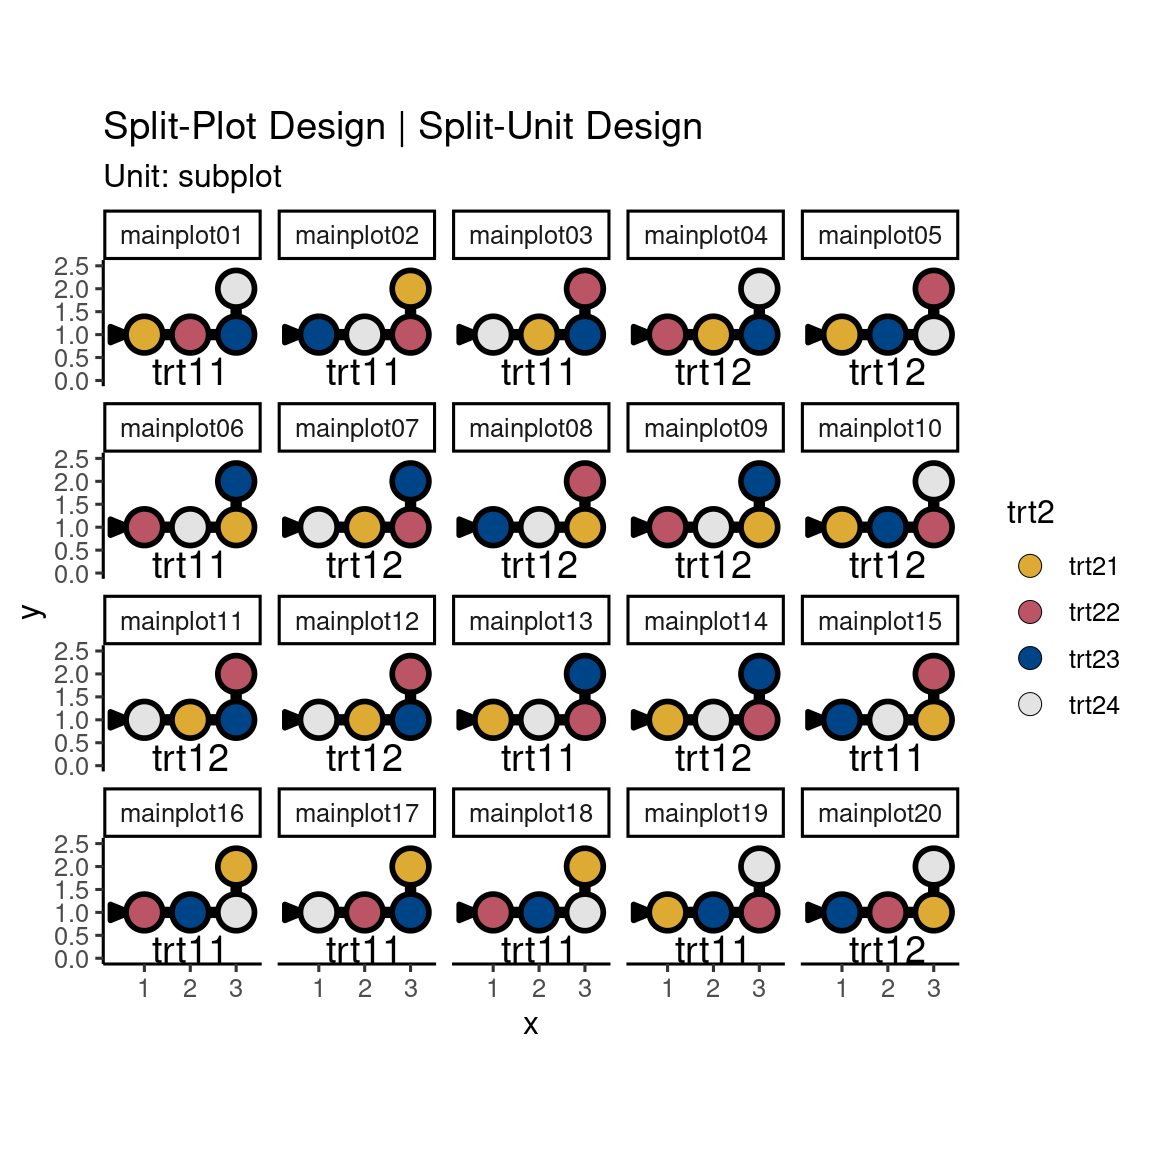 Split-Plot Design | Split-Unit Design
Unit: subplot
mainplot01 mainplot02 mainplot03 mainplot04 mainplot05
2.5
2.0
1.5
1.0
0.5
0.0
trt11 trt11 trt11 trt12 trt12
mainplot06 mainplot07 mainplot08 mainplot09 mainplot10
2.5
2.0
1.5
1.0
0.5
0.0
trt11 trt12 trt12 trt12 trt12
mainplot11 mainplot12 mainplot13 mainplot14 mainplot15
2.5
2.0
1.5
1.0
0.5
0.0
trt12 trt12 trt11 trt12 trt11
mainplot16 mainplot17 mainplot18 mainplot19 mainplot20
2.5
2.0
1.5
1.0
0.5
0.0
trt11 trt11 trt11 trt11 trt12
1 2 3 1 2 3 1 2 3 1 2 3 1 2 3
x
y
trt2
trt21
trt22
trt23
trt24